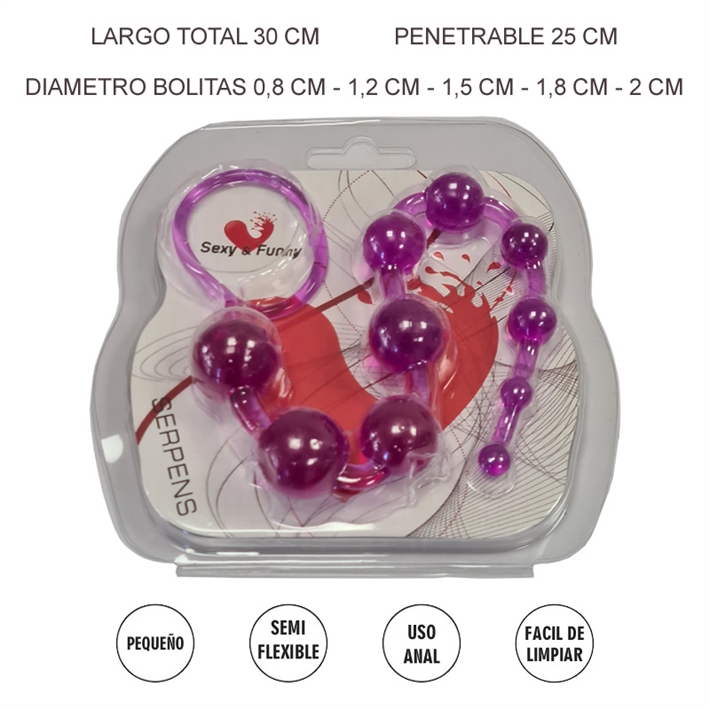 LARGO TOTAL 30 CM
PENETRABLE 25 CM
DIAMETRO BOLITAS 0,8 CM - 1,2 CM - 1,5 CM - 1,8 CM - 2 CM
Sexy & Funny
SERPENS
PEQUEÑO
SEMI
FLEXIBLE
USO
ANAL
FACIL DE
LIMPIAR